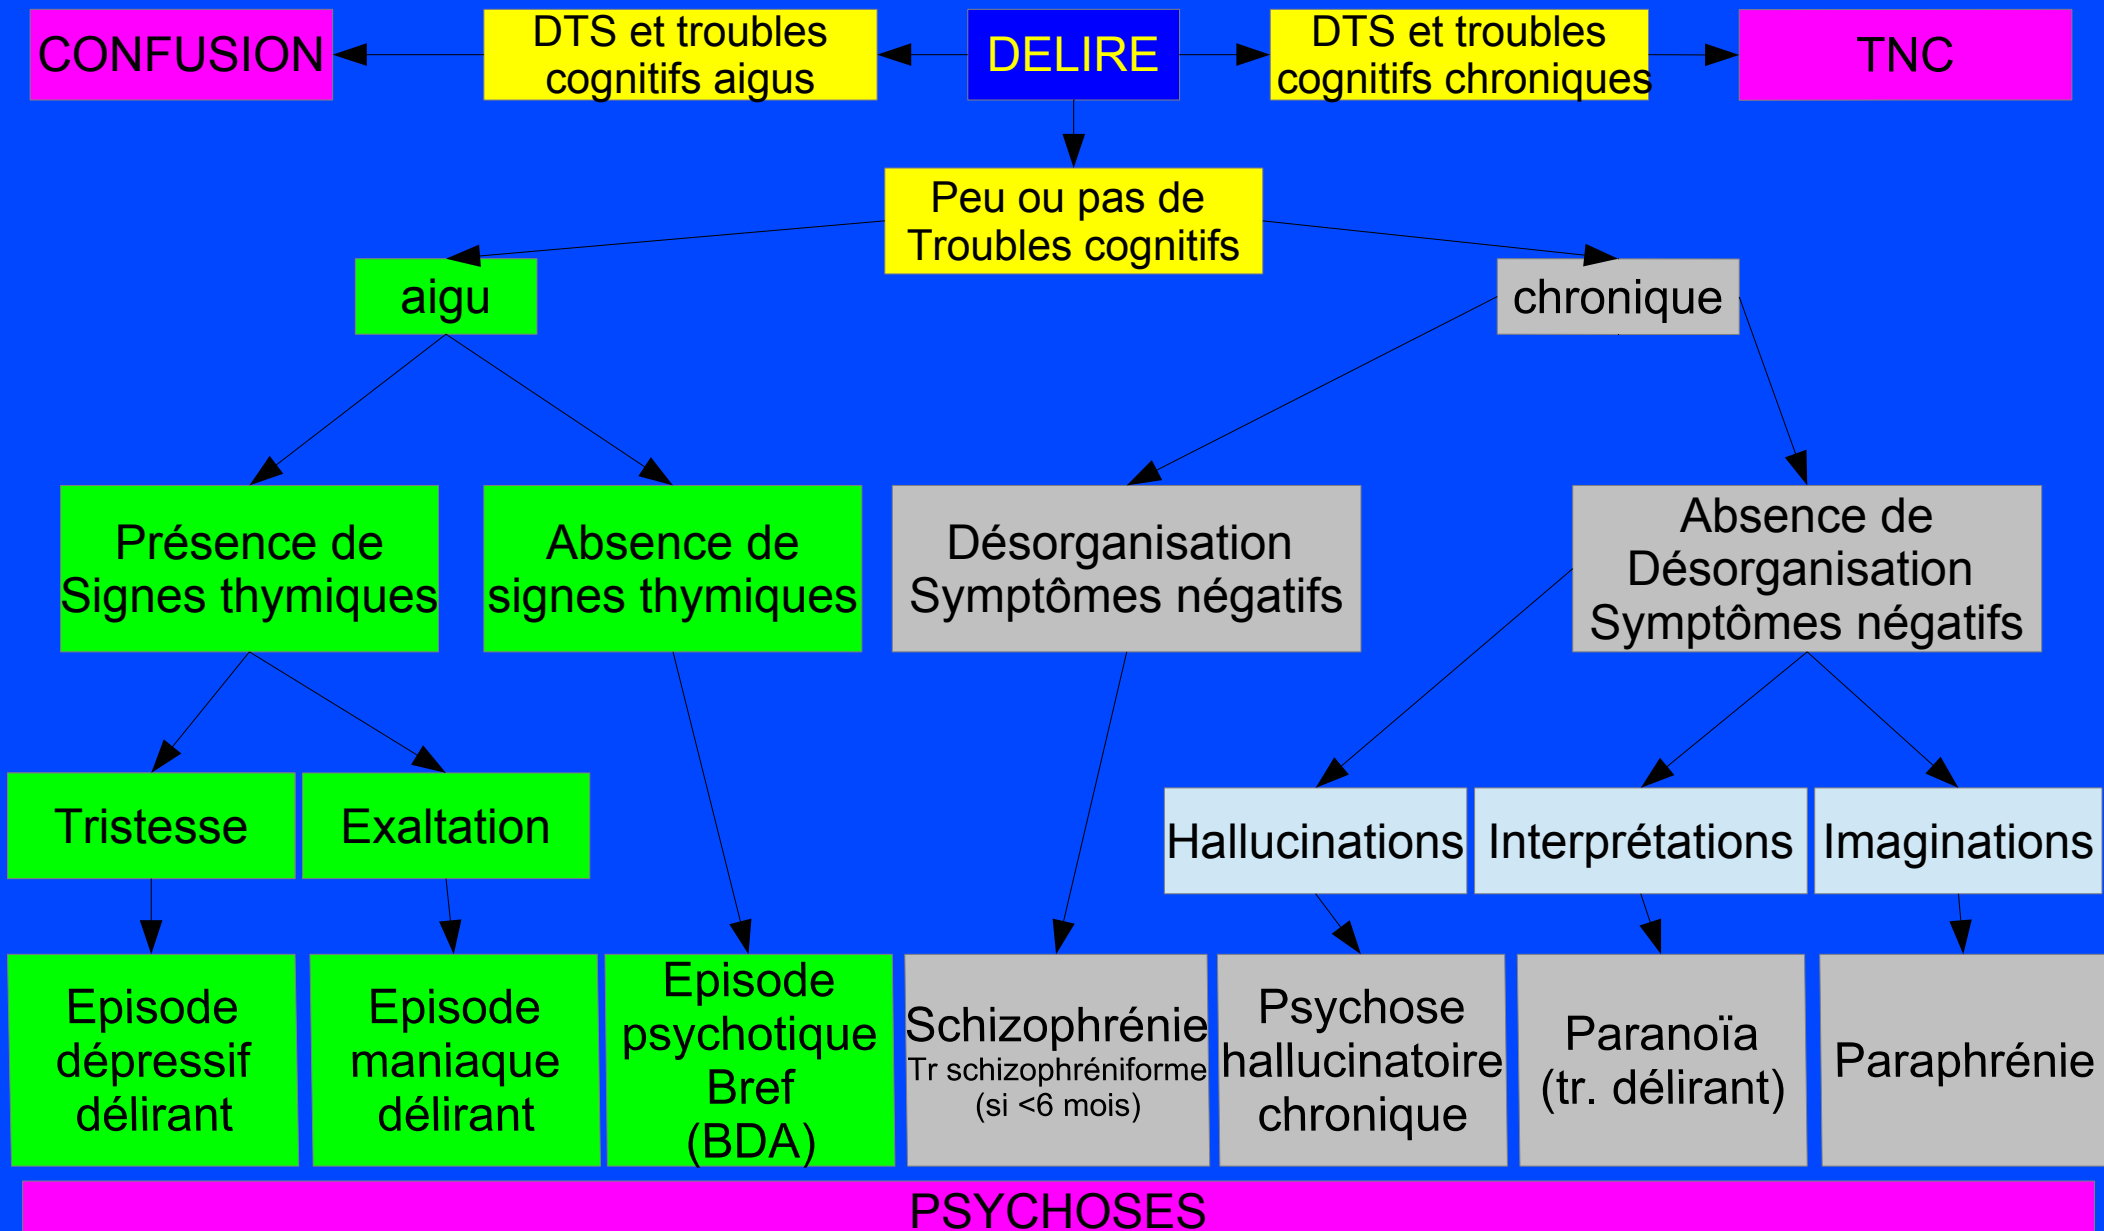 CONFUSION
DTS et troubles
cognitifs aigus
DELIRE
DTS et troubles
cognitifs chroniques
TNC
Peu ou pas de
Troubles cognitifs
aigu
chronique
Présence de
Signes thymiques
Absence de
signes thymiques
Désorganisation
Symptômes négatifs
Absence de
Désorganisation
Symptômes négatifs
Tristesse
Exaltation
Hallucinations
Interprétations
Imaginations
Episode
dépressif
délirant
Episode
maniaque
délirant
Episode
psychotique
Bref
(BDA)
Schizophrénie
Tr schizophréniforme
(si <6 mois)
Psychose
hallucinatoire
chronique
Paranoïa
(tr. délirant)
Paraphrénie
PSYCHOSES